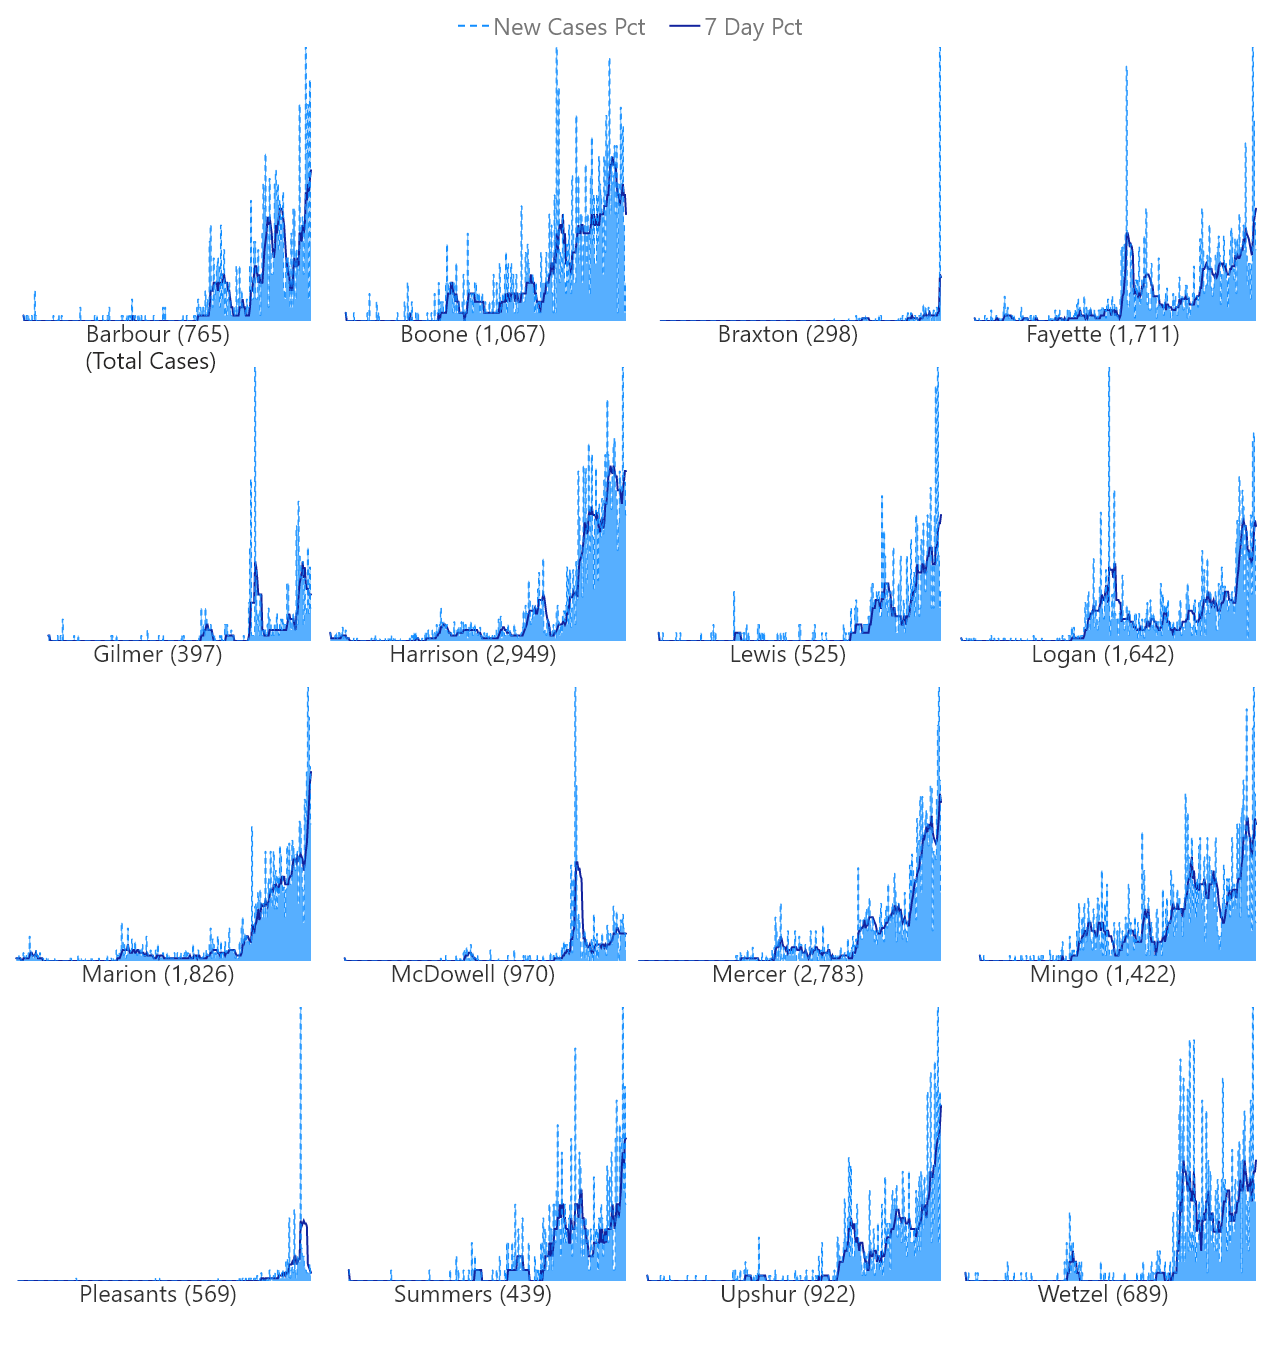 New Cases Pct 7 Day Pct
Barbour (765) Boone (1,067) Braxton (298) Fayette (1,711)
(Total Cases)
Gilmer (397) Harrison (2,949) Lewis (525) Logan (1,642)
Marion (1,826) McDowell (970) Mercer (2,783) Mingo (1,422)
Pleasants (569) Summers (439) Upshur (922) Wetzel (689)